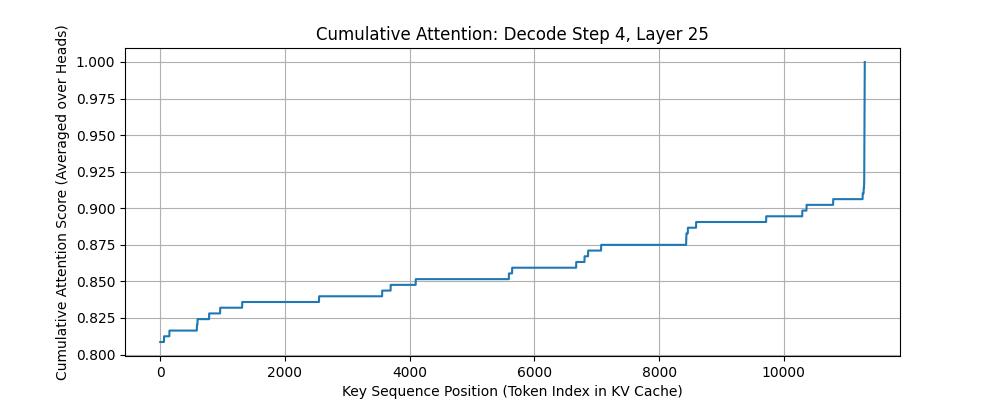 Cumulative Attention: Decode Step 4, Layer 25
Cumulative Attention Score (Averaged over Heads)
1.000
0.975
0.950
0.925
0.900
0.875
0.850
0.825
0.800
0 2000 4000 6000 8000 10000
Key Sequence Position (Token Index in KV Cache)